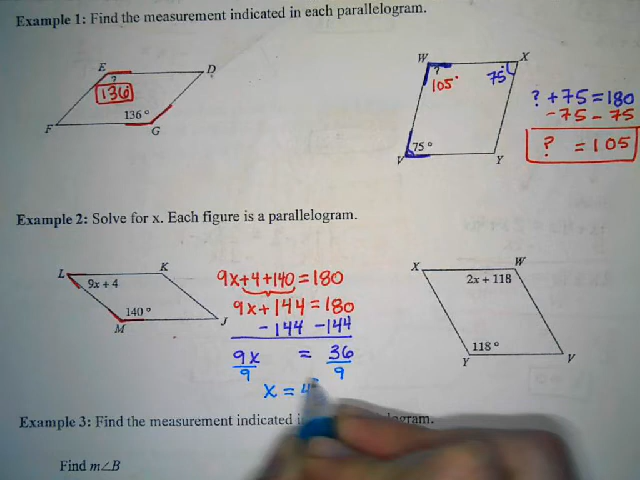 Example 1: Find the measurement indicated in each parallelogram.
E
D
?
136°
136°
F
G
W
X
?
105°
75°
75°
V
Y
? + 75 = 180
- 75 - 75
? = 105
Example 2: Solve for x. Each figure is a parallelogram.
L
K
9x + 4
140°
M
J
9x+4+140=180
9x+144=180
-144 -144
9x = 36
9 9
x = 4
X
W
2x + 118
118°
Y
V
Example 3: Find the measurement indicated
gram.
Find m∠B